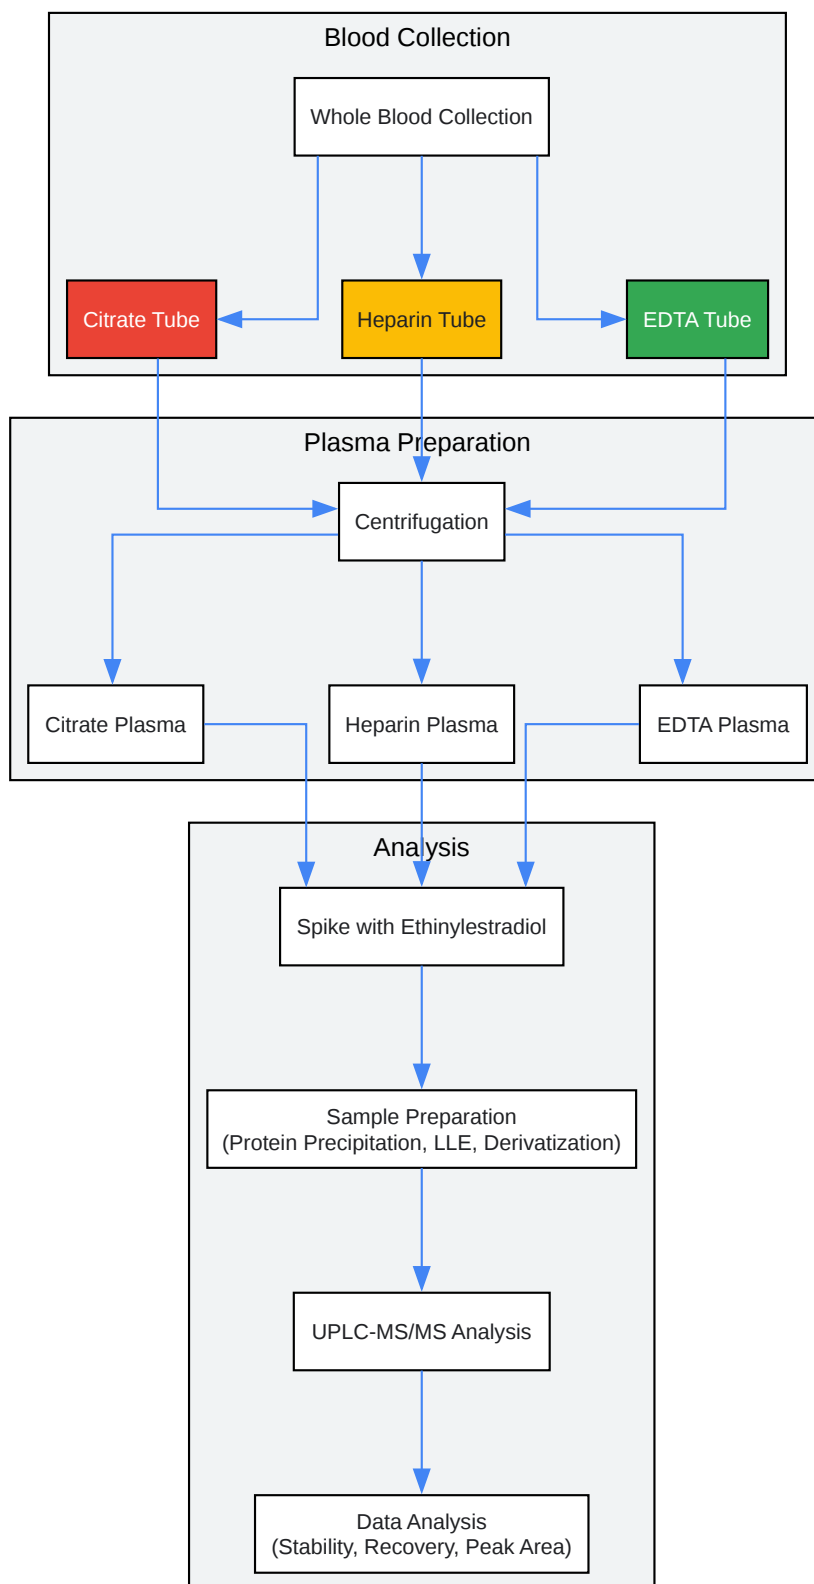 Blood Collection
Whole Blood Collection
Citrate Tube
Heparin Tube
EDTA Tube
Plasma Preparation
Centrifugation
Citrate Plasma
Heparin Plasma
EDTA Plasma
Analysis
Spike with Ethinylestradiol
Sample Preparation
(Protein Precipitation, LLE, Derivatization)
UPLC-MS/MS Analysis
Data Analysis
(Stability, Recovery, Peak Area)